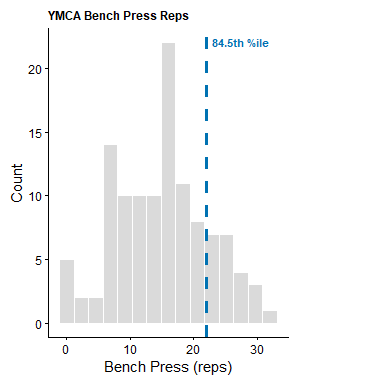 YMCA Bench Press Reps
84.5th %ile
20
15
10
5
0
Count
0
10
20
30
Bench Press (reps)